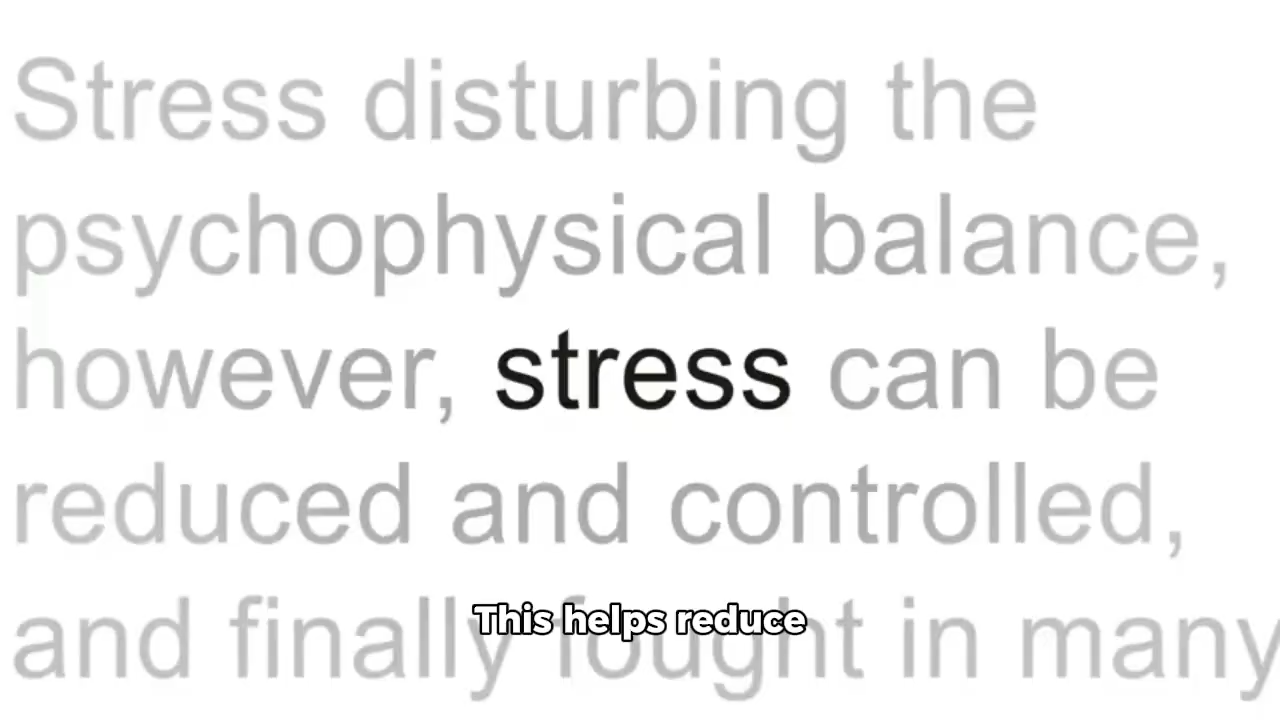 Stress disturbing the
psychophysical balance,
however, stress can be
reduced and controlled,
and finally fought in many
This helps reduce